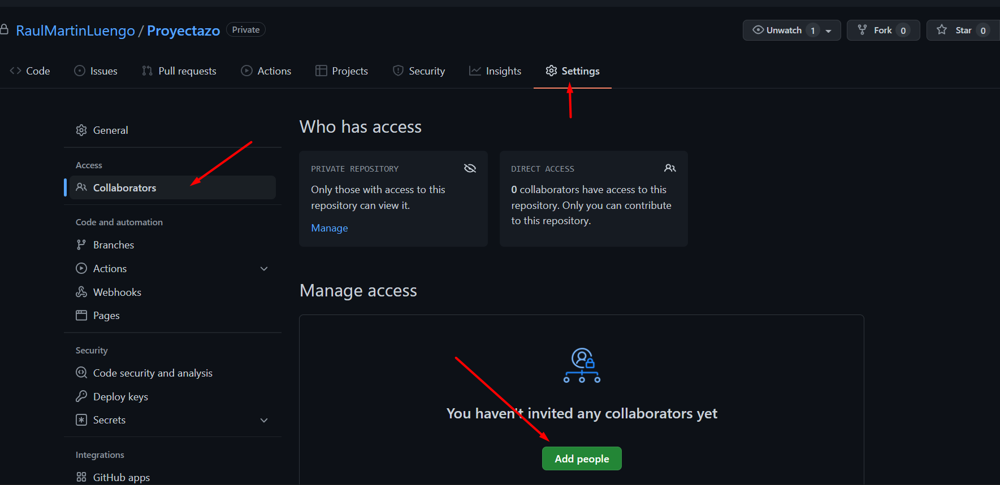 RaulMartinLuengo / Proyectazo Private
Unwatch 1 Fork 0 Star 0
Code Issues Pull requests Actions Projects Security Insights Settings
General
Access
Collaborators
Code and automation
Branches
Actions
Webhooks
Pages
Security
Code security and analysis
Deploy keys
Secrets
Integrations
GitHub apps
Who has access
PRIVATE REPOSITORY
Only those with access to this
repository can view it.
Manage
DIRECT ACCESS
0 collaborators have access to this
repository. Only you can contribute
to this repository.
Manage access
You haven't invited any collaborators yet
Add people